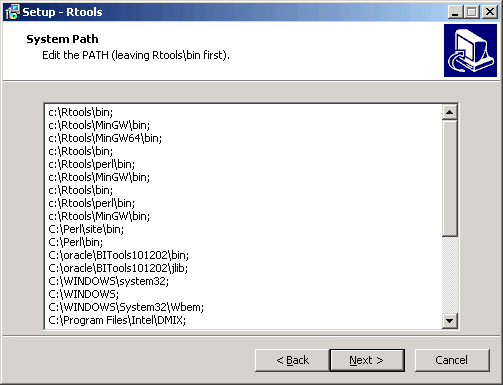 Setup - Rtools
System Path
Edit the PATH (leaving Rtools\bin first).
c:\Rtools\bin;
c:\Rtools\MinGW\bin;
c:\Rtools\MinGW64\bin;
c:\Rtools\bin;
c:\Rtools\perl\bin;
c:\Rtools\MinGW\bin;
c:\Rtools\bin;
c:\Rtools\perl\bin;
c:\Rtools\MinGW\bin;
C:\Perl\site\bin;
C:\Perl\bin;
C:\oracle\BITools101202\bin;
C:\oracle\BITools101202\jlib;
C:\WINDOWS\system32;
C:\WINDOWS;
C:\WINDOWS\System32\Wbem;
C:\Program Files\Intel\DMIX;
< Back
Next >
Cancel